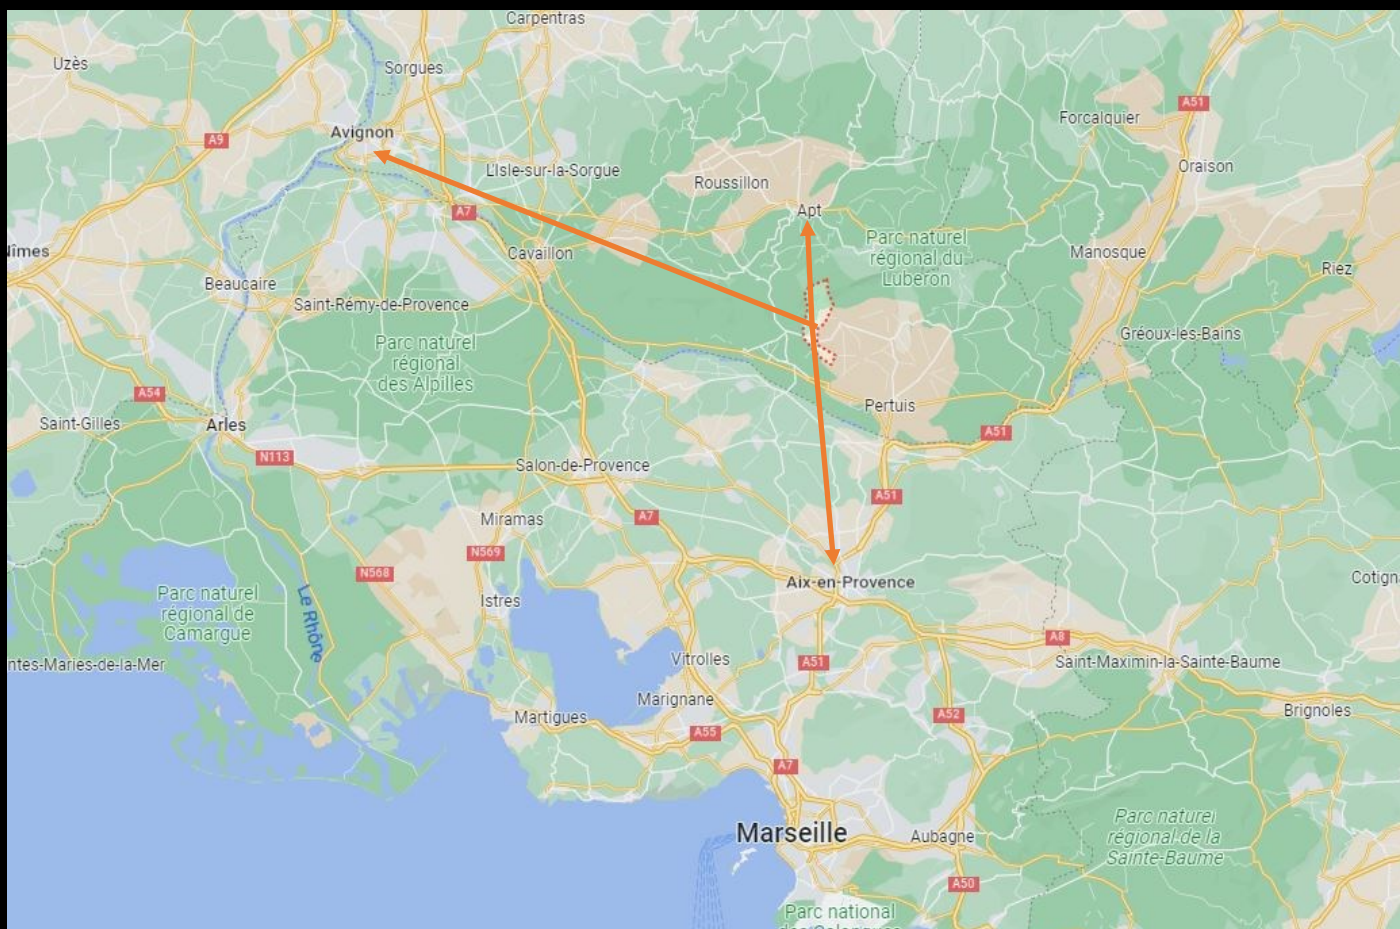 Carpentras
Uzès
Sorgues
A51
Forcalquier
Avignon
A9
Oraison
L'Isle-sur-la-Sorgue
Roussillon
A7
Apt
Parc naturel
régional du
Luberon
Manosque
Nîmes
Cavaillon
Riez
Beaucaire
Saint-Rémy-de-Provence
Gréoux-les-Bains
Parc naturel
régional
des Alpilles
A54
Pertuis
Saint-Gilles
Arles
A51
N113
Salon-de-Provence
A51
Miramas
A7
N569
N568
Aix-en-Provence
Cotign
Parc naturel
régional de
Camargue
Le Rhône
Istres
A8
ntes-Maries-de-la-Mer
Vitrolles
A51
Saint-Maximin-la-Sainte-Baume
Marignane
Martigues
A52
Brignoles
A55
A7
Marseille
Aubagne
Parc naturel
régional de la
Sainte-Baume
A50
Parc national
des Calanques